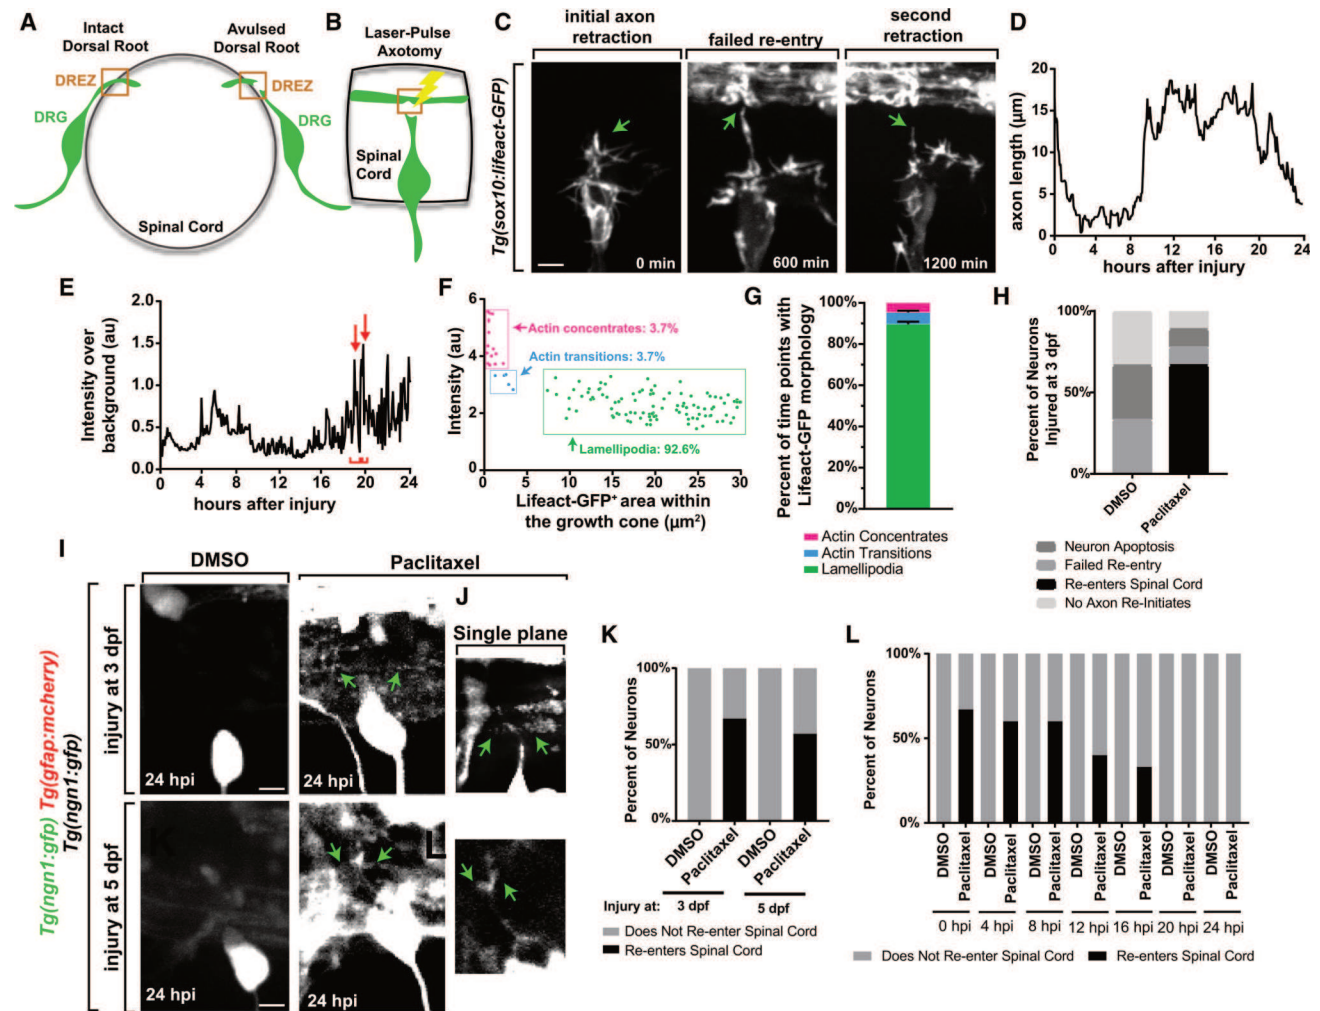 A
Intact
Dorsal Root
Avulsed
Dorsal Root
DREZ
DREZ
DRG
DRG
Spinal Cord
B
Laser-Pulse
Axotomy
Spinal
Cord
C
initial axon
retraction
failed re-entry
second
retraction
Tg(sox10:lifeact-GFP)
0 min
600 min
1200 min
D
axon length (µm)
20
15
10
5
0
0 4 8 12 16 20 24
hours after injury
E
Intensity over
background (au)
2.0
1.5
1.0
0.5
0.0
0 4 8 12 16 20 24
hours after injury
F
Intensity (au)
6
4
2
0
Actin concentrates: 3.7%
Actin transitions: 3.7%
Lamellipodia: 92.6%
0 5 10 15 20 25 30
Lifeact-GFP+ area within
the growth cone (µm2)
G
Percent of time points with
Lifeact-GFP morphology
100%
80%
60%
40%
20%
0%
Actin Concentrates
Actin Transitions
Lamellipodia
H
Percent of Neurons
Injured at 3 dpf
100%
50%
0%
DMSO
Paclitaxel
Neuron Apoptosis
Failed Re-entry
Re-enters Spinal Cord
No Axon Re-Initiates
I
DMSO
Paclitaxel
Tg(ngn1:gfp) Tg(gfap:mcherry)
Tg(ngn1:gfp)
injury at 3 dpf
24 hpi
24 hpi
injury at 5 dpf
K
L
24 hpi
24 hpi
J
Single plane
K
Percent of Neurons
100%
50%
0%
DMSO
Paclitaxel
DMSO
Paclitaxel
Injury at: 3 dpf 5 dpf
Does Not Re-enter Spinal Cord
Re-enters Spinal Cord
L
Percent of Neurons
100%
50%
0%
DMSO
Paclitaxel
DMSO
Paclitaxel
DMSO
Paclitaxel
DMSO
Paclitaxel
DMSO
Paclitaxel
DMSO
Paclitaxel
DMSO
Paclitaxel
0 hpi 4 hpi 8 hpi 12 hpi 16 hpi 20 hpi 24 hpi
Does Not Re-enter Spinal Cord Re-enters Spinal Cord